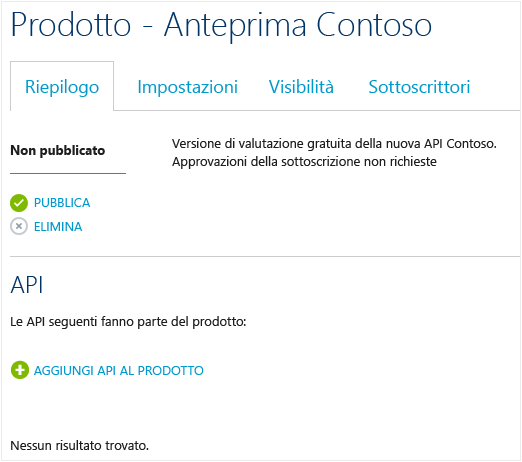 Prodotto - Anteprima Contoso
Riepilogo Impostazioni Visibilità Sottoscrittori
Non pubblicato
Versione di valutazione gratuita della nuova API Contoso.
Approvazioni della sottoscrizione non richieste
PUBBLICA
ELIMINA
API
Le API seguenti fanno parte del prodotto:
AGGIUNGI API AL PRODOTTO
Nessun risultato trovato.